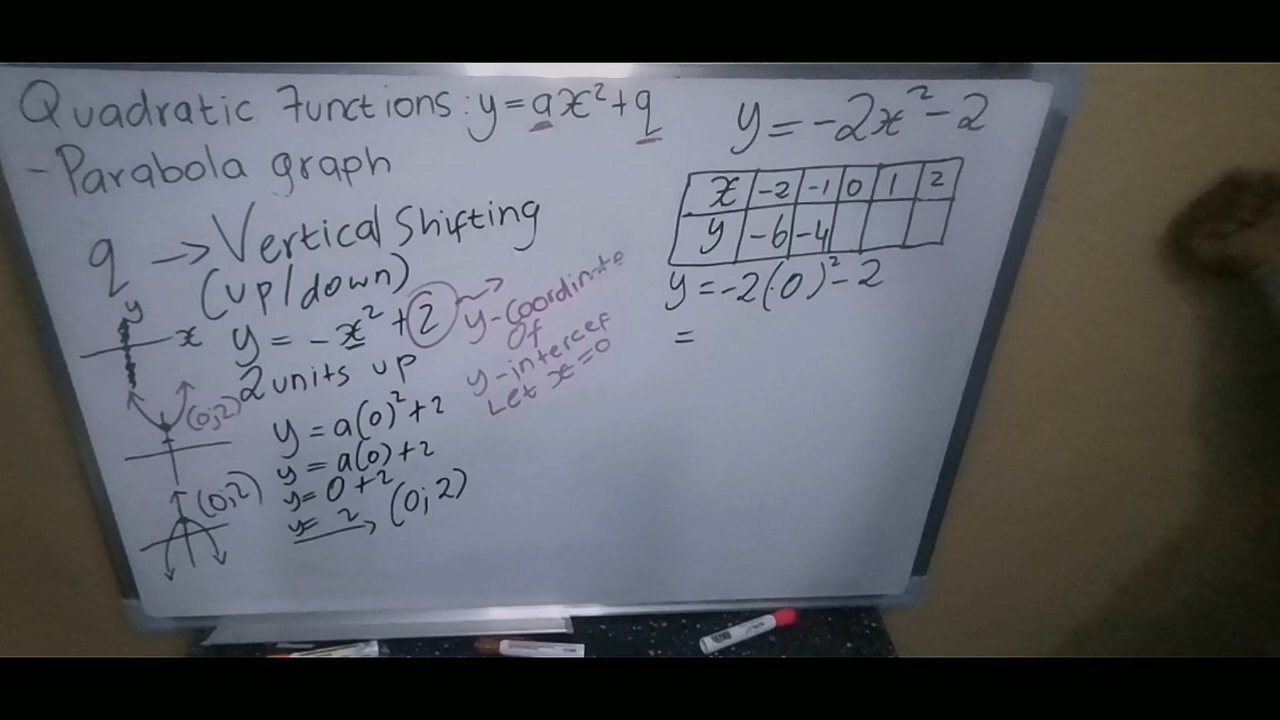 Quadratic Functions: y = ax² + q
- Parabola graph
q → Vertical Shifting
(up/down)
y
x
y = -x² + 2
2 units up
y-coordinate
Of
y-intercep
Let x = 0
(0;2)
y = a(0)² + 2
y = a(0) + 2
y = 0 + 2
y = 2, (0;2)
(0;2)
y = -2x² - 2
x -2 -1 0 1 2
y -6 -4
y = -2(0)² - 2
=